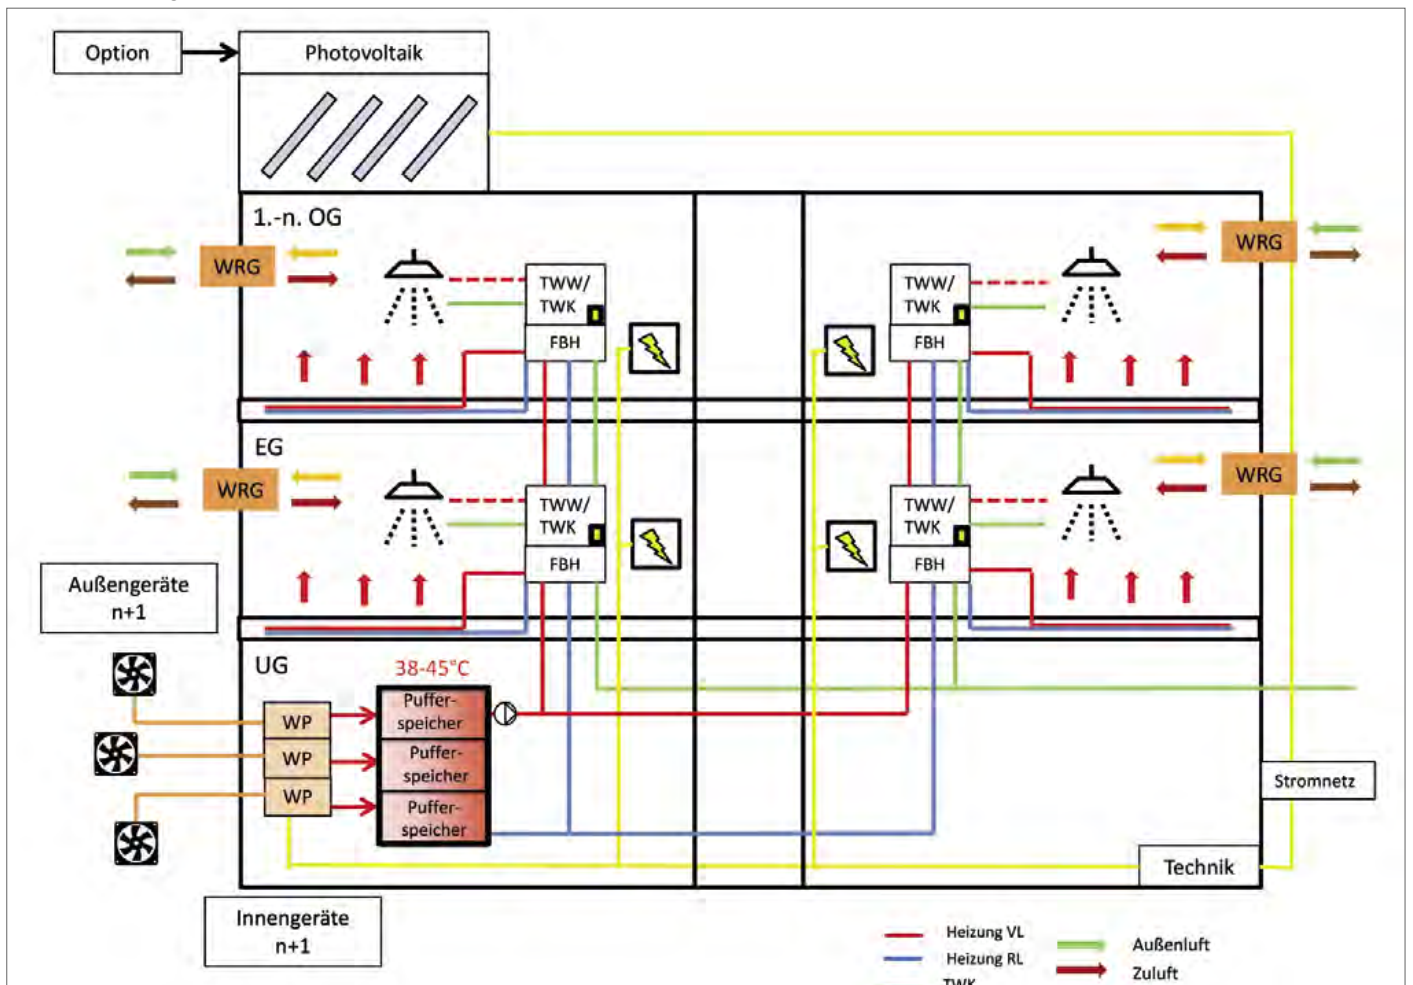 Option
Photovoltaik
1.-n. OG
WRG
TWW/
TWK
FBH
TWW/
TWK
FBH
WRG
EG
WRG
TWW/
TWK
FBH
TWW/
TWK
FBH
WRG
Außengeräte
n+1
UG
38-45°C
WP
WP
WP
Puffer-
speicher
Puffer-
speicher
Puffer-
speicher
Stromnetz
Technik
Innengeräte
n+1
Heizung VL
Heizung RL
TWK
Außenluft
Zuluft